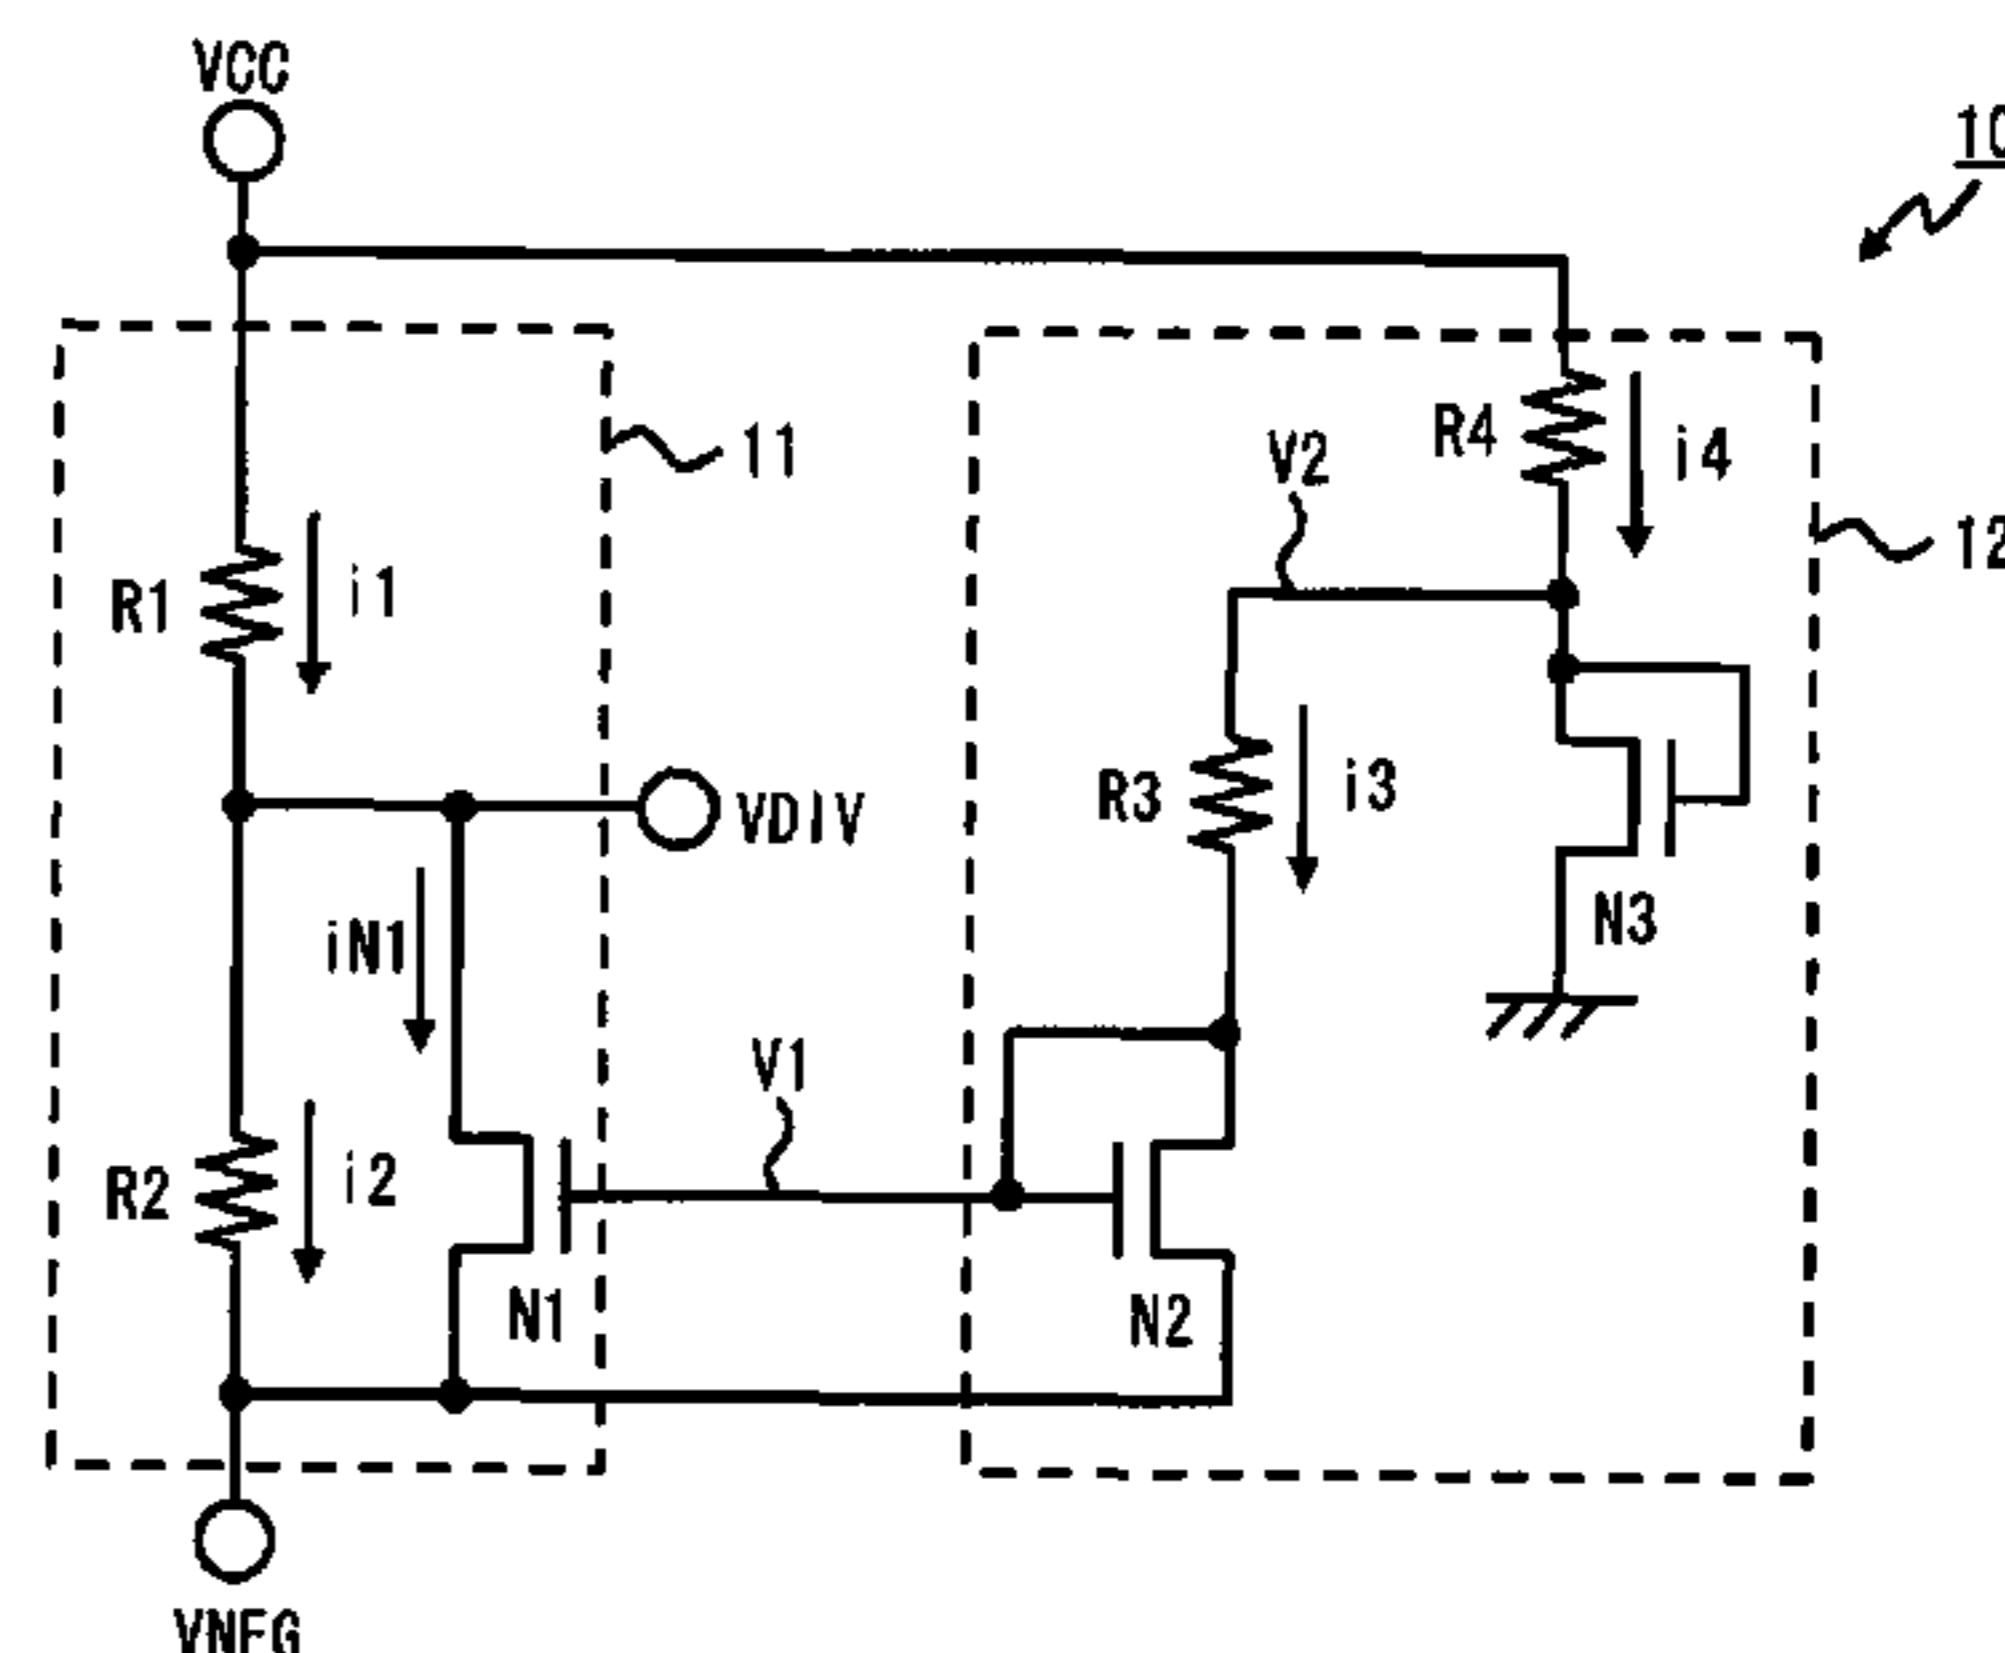 VCC
10
11
R4
i4
V2
12
R1
i1
R3
i3
VDIV
iN1
N3
V1
R2
i2
N1
N2
VNEG